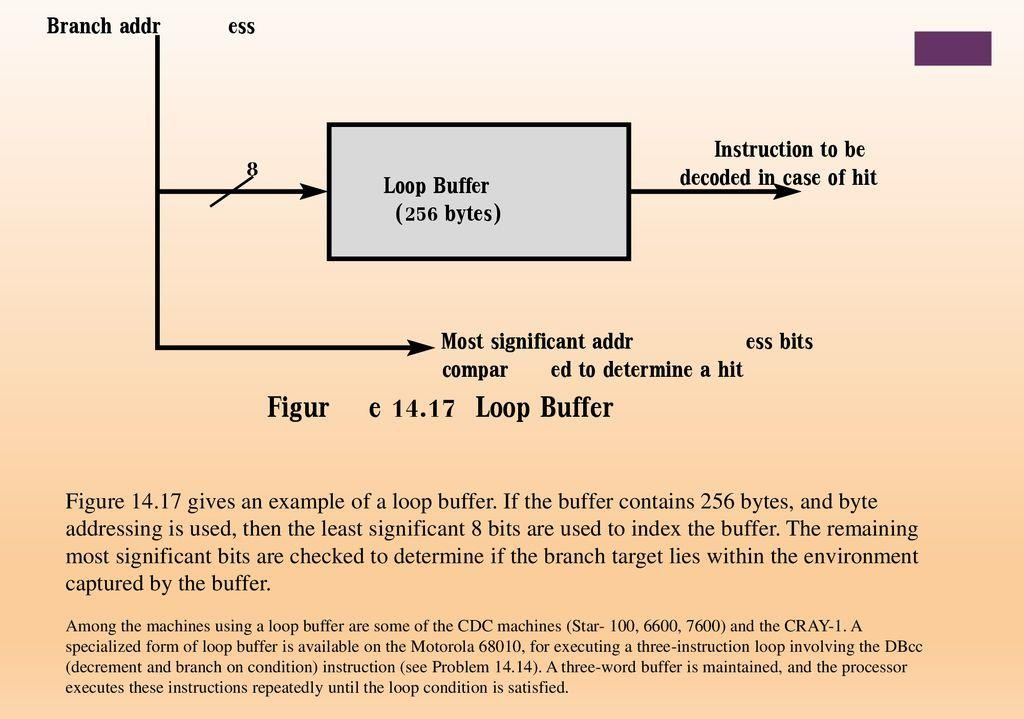 Branch addr ess
8
Loop Buffer
(256 bytes)
Instruction to be
decoded in case of hit
Most significant addr ess bits
compar ed to determine a hit
Figur e 14.17 Loop Buffer
Figure 14.17 gives an example of a loop buffer. If the buffer contains 256 bytes, and byte
addressing is used, then the least significant 8 bits are used to index the buffer. The remaining
most significant bits are checked to determine if the branch target lies within the environment
captured by the buffer.
Among the machines using a loop buffer are some of the CDC machines (Star- 100, 6600, 7600) and the CRAY-1. A
specialized form of loop buffer is available on the Motorola 68010, for executing a three-instruction loop involving the DBcc
(decrement and branch on condition) instruction (see Problem 14.14). A three-word buffer is maintained, and the processor
executes these instructions repeatedly until the loop condition is satisfied.